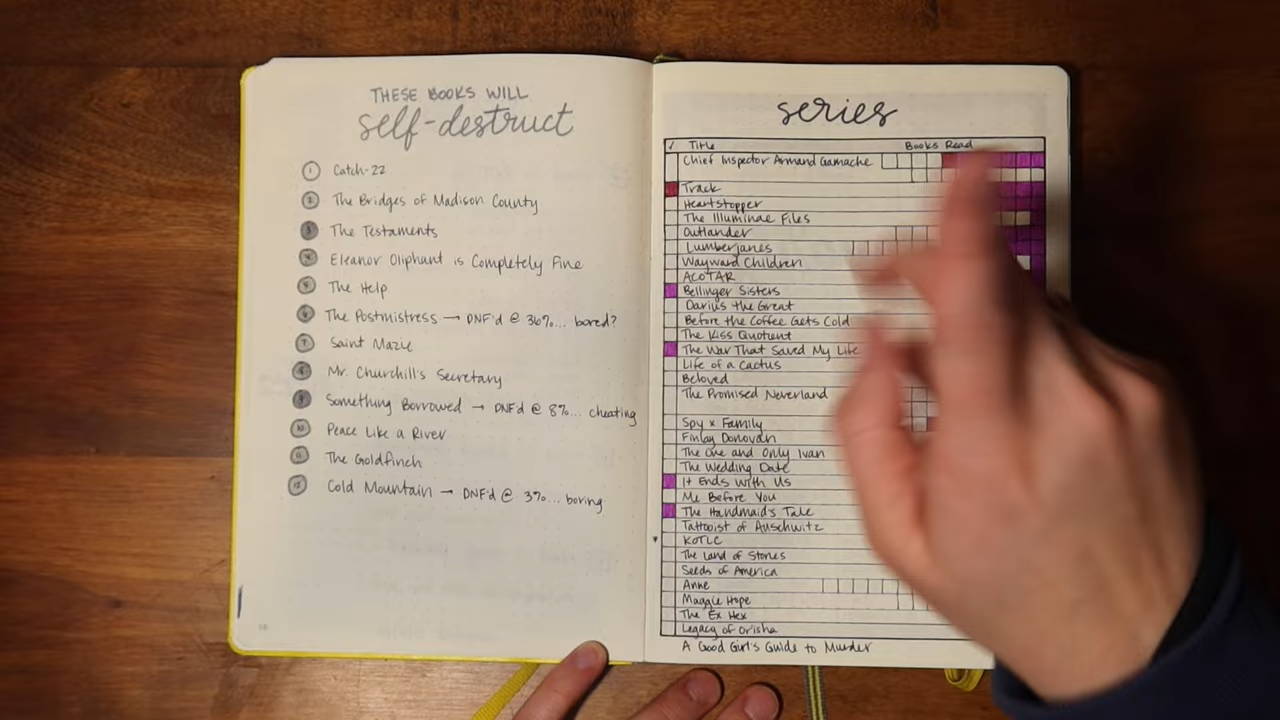 THESE BOOKS WILL
self-destruct
1 Catch-22
2 The Bridges of Madison County
3 The Testaments
4 Eleanor Oliphant is Completely Fine
5 The Help
6 The Postmistress → DNF'd @ 36%... bored?
7 Saint Mazie
8 Mr. Churchill's Secretary
9 Something Borrowed → DNF'd @ 8%... cheating
10 Peace Like a River
11 The Goldfinch
12 Cold Mountain → DNF'd @ 3%... boring
series
✓ Title Books Read
Chief Inspector Armand Gamache
Track
Heartstopper
The Illuminae Files
Outlander
Lumberjanes
Wayward Children
ACOTAR
Bellinger Sisters
Darius the Great
Before the Coffee Gets Cold
The Kiss Quotient
The War That Saved My Life
Life of a Cactus
Beloved
The Promised Neverland
Spy x Family
Finlay Donovan
The One and Only Ivan
The Wedding Date
It Ends With Us
Me Before You
The Handmaid's Tale
Tattooist of Auschwitz
KOTLC
The Land of Stories
Seeds of America
Anne
Maggie Hope
The Ex Hex
Legacy of Orisha
A Good Girl's Guide to Murder